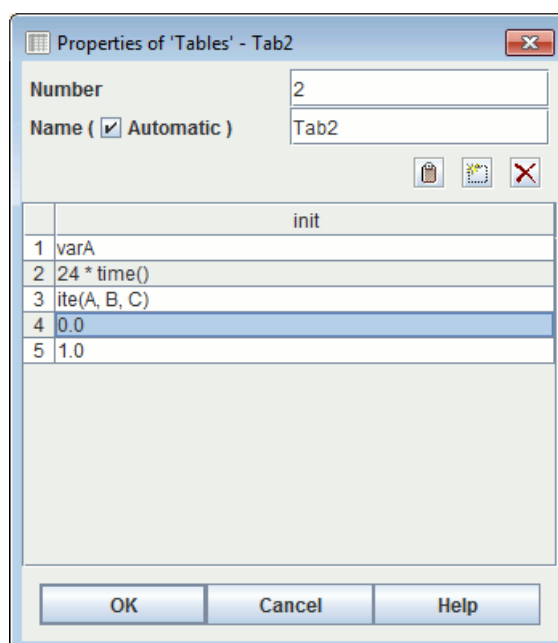 Properties of 'Tables' - Tab2
Number 2
Name ( Automatic ) Tab2
init
1 varA
2 24 * time()
3 ite(A, B, C)
4 0.0
5 1.0
OK Cancel Help